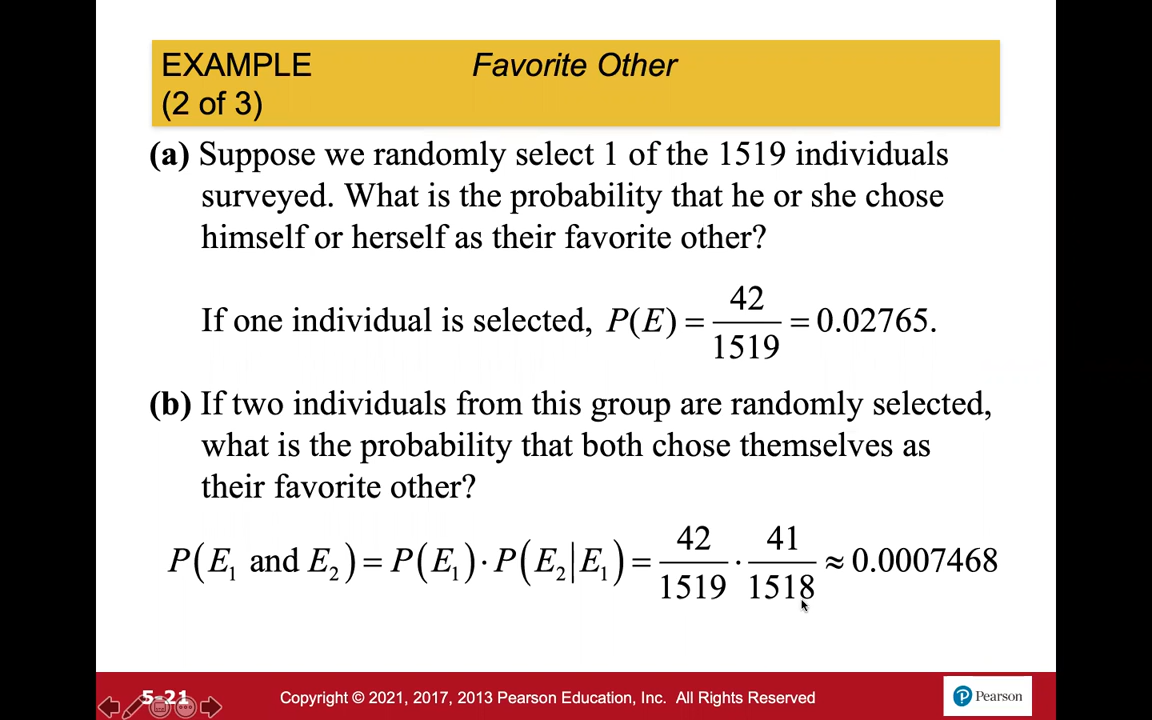 EXAMPLE Favorite Other
(2 of 3)
(a) Suppose we randomly select 1 of the 1519 individuals
surveyed. What is the probability that he or she chose
himself or herself as their favorite other?
If one individual is selected, P(E) = 42/1519 = 0.02765.
(b) If two individuals from this group are randomly selected,
what is the probability that both chose themselves as
their favorite other?
P(E₁ and E₂) = P(E₁) · P(E₂|E₁) = 42/1519 · 41/1518 ≈ 0.0007468
5-21 Copyright © 2021, 2017, 2013 Pearson Education, Inc. All Rights Reserved P Pearson